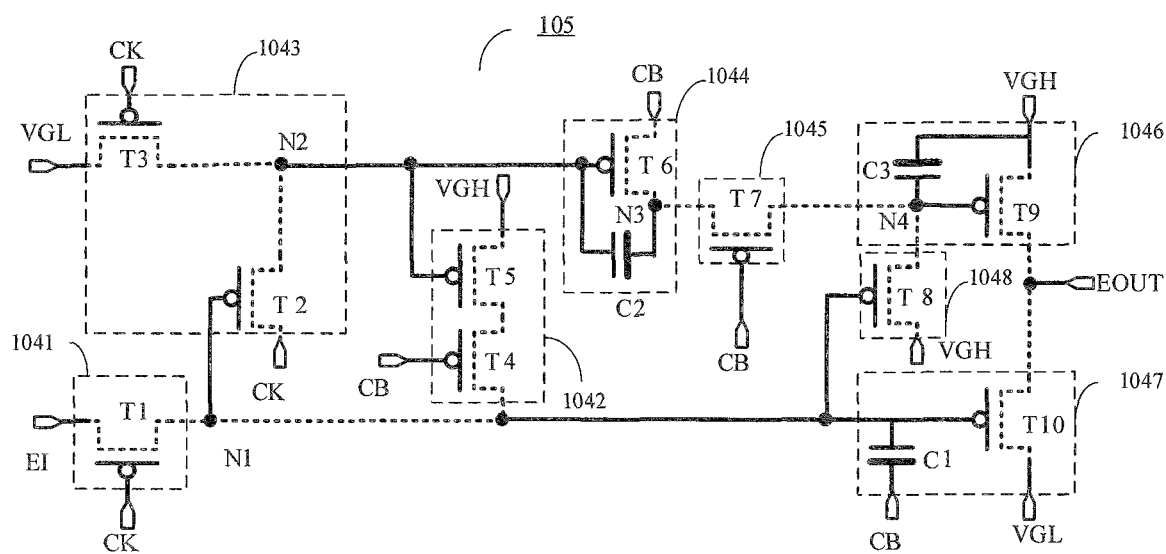 105
CK
1043
CB
1044
VGH
VGL
T3
N2
T 6
1045
1046
VGH
N3
T 7
C3
N4
T9
T 5
C2
T 8
1048
EOUT
T 2
1041
CK
CB
T 4
CB
VGH
1042
1047
T1
T10
EI
N1
C1
CK
CB
VGL